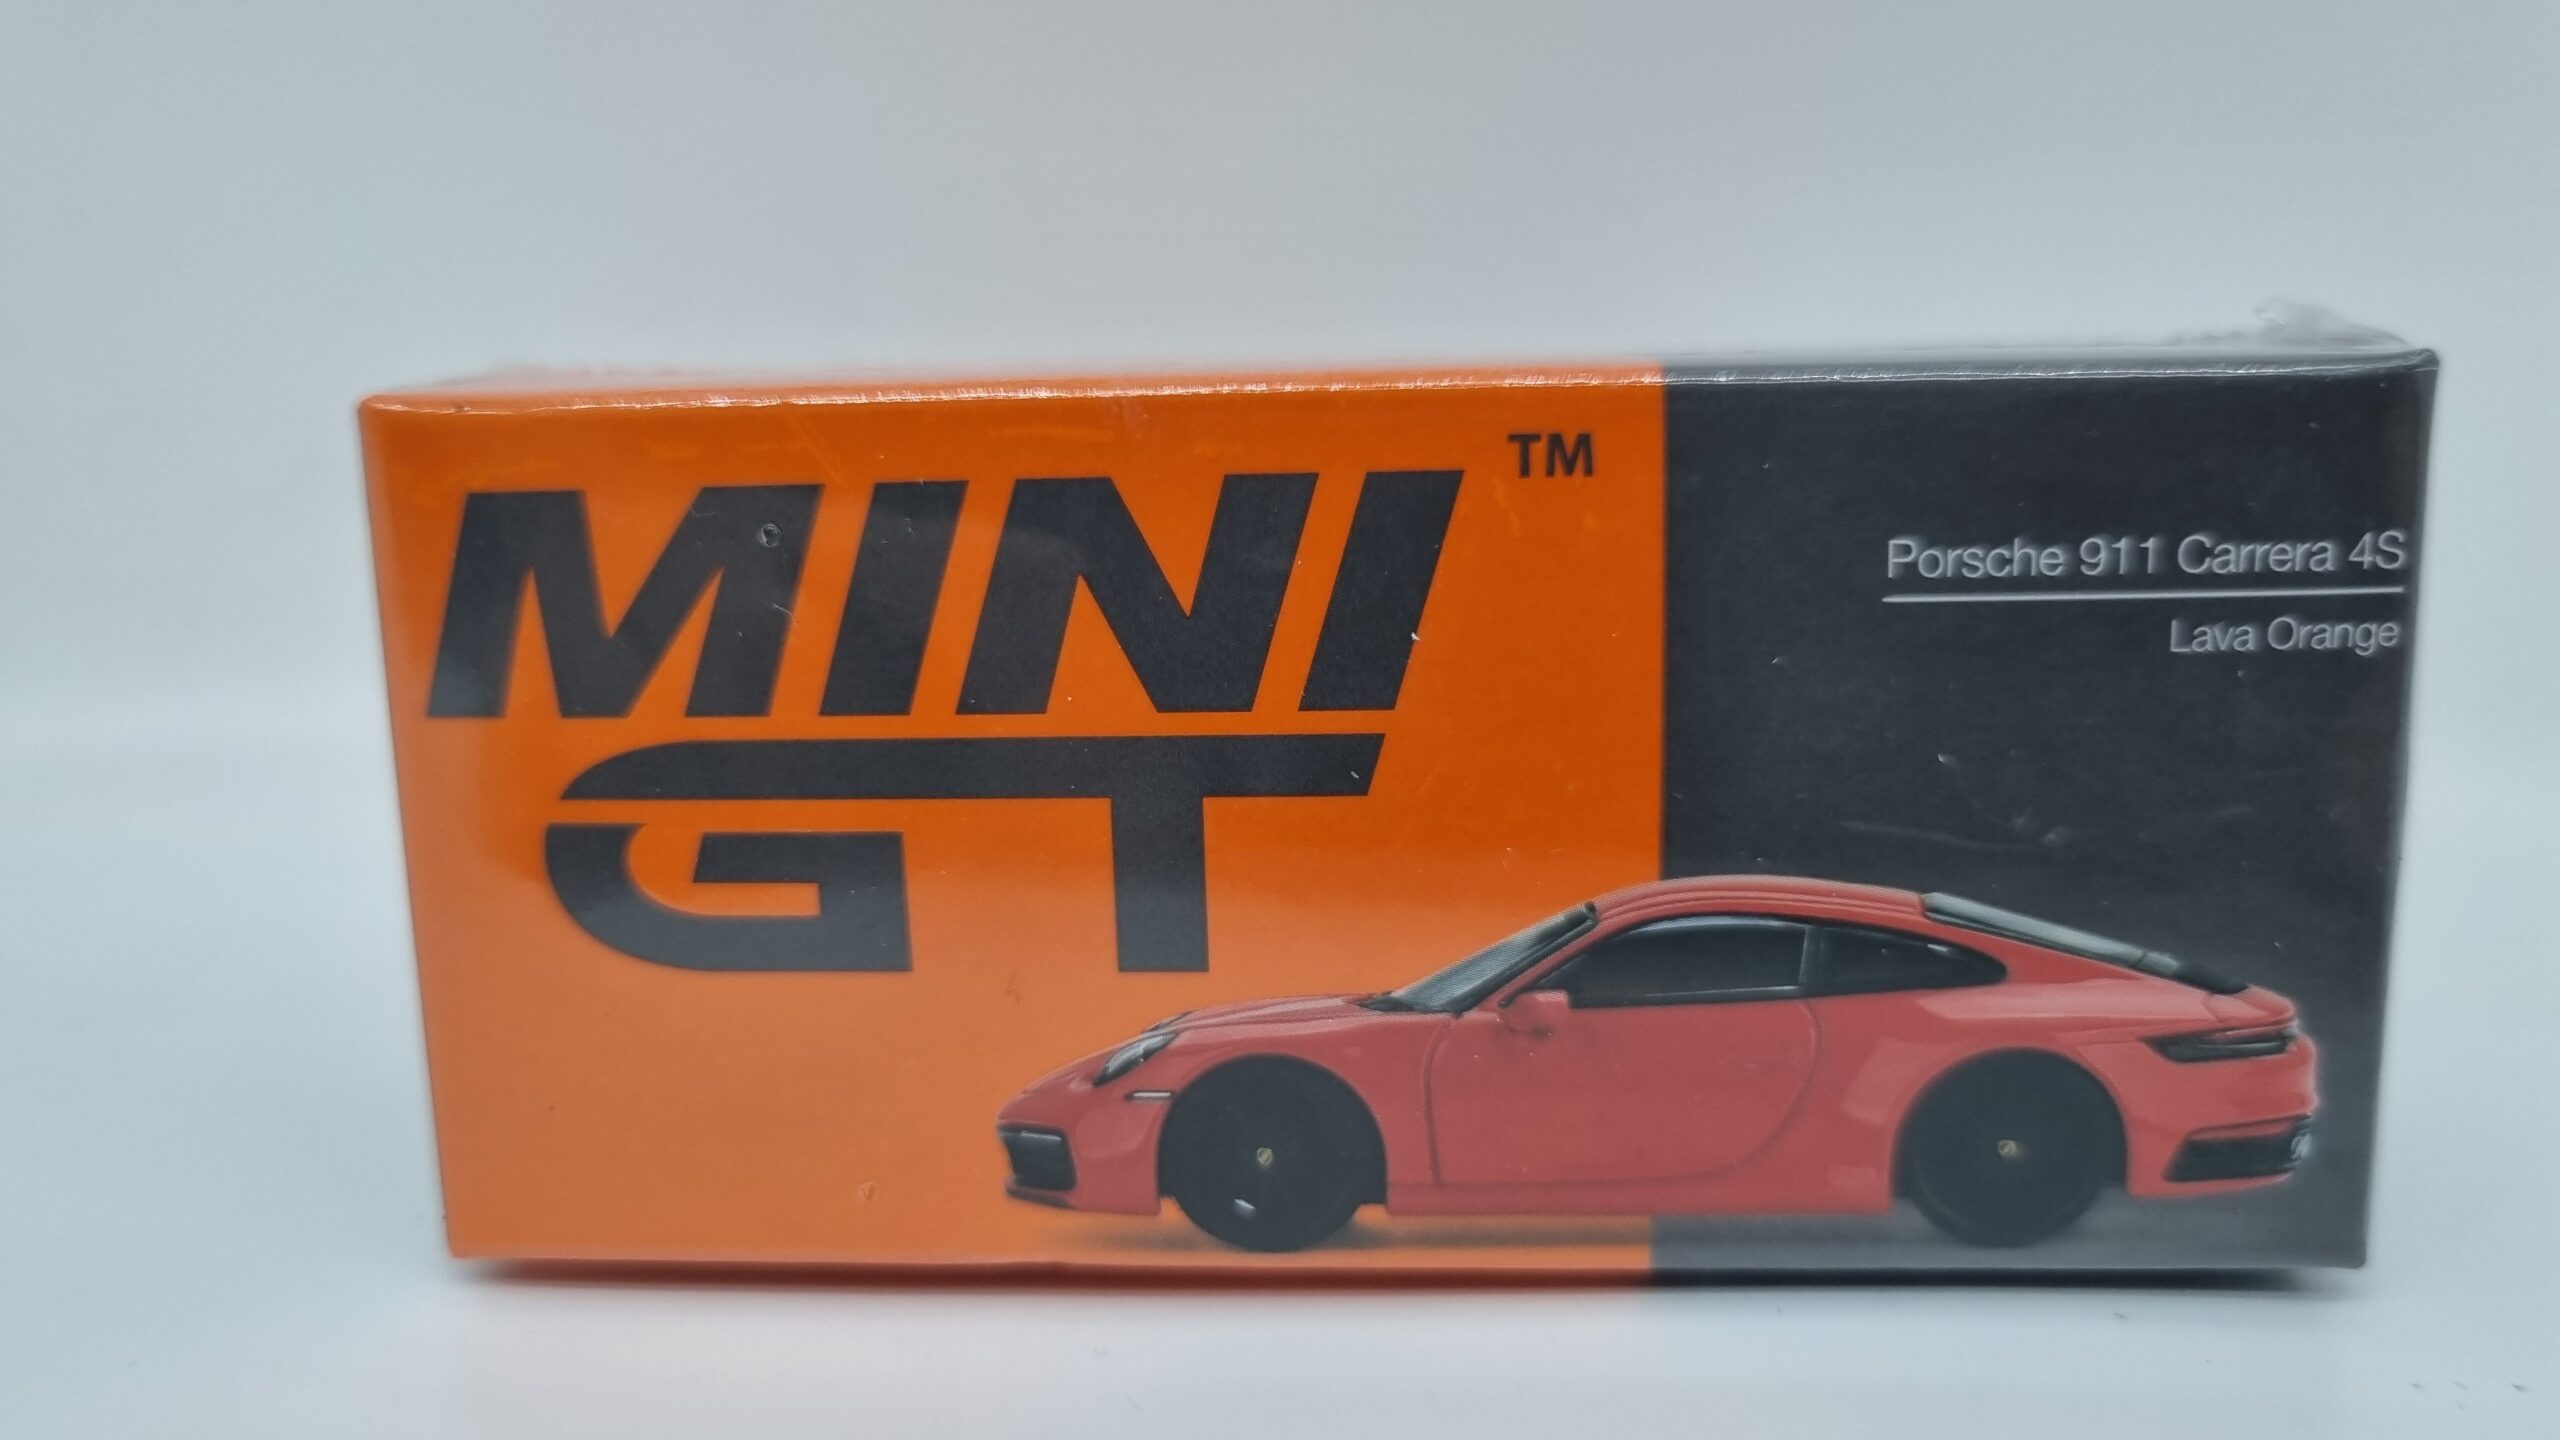 MINI
GT
TM
Porsche 911 Carrera 4S
Lava Orange